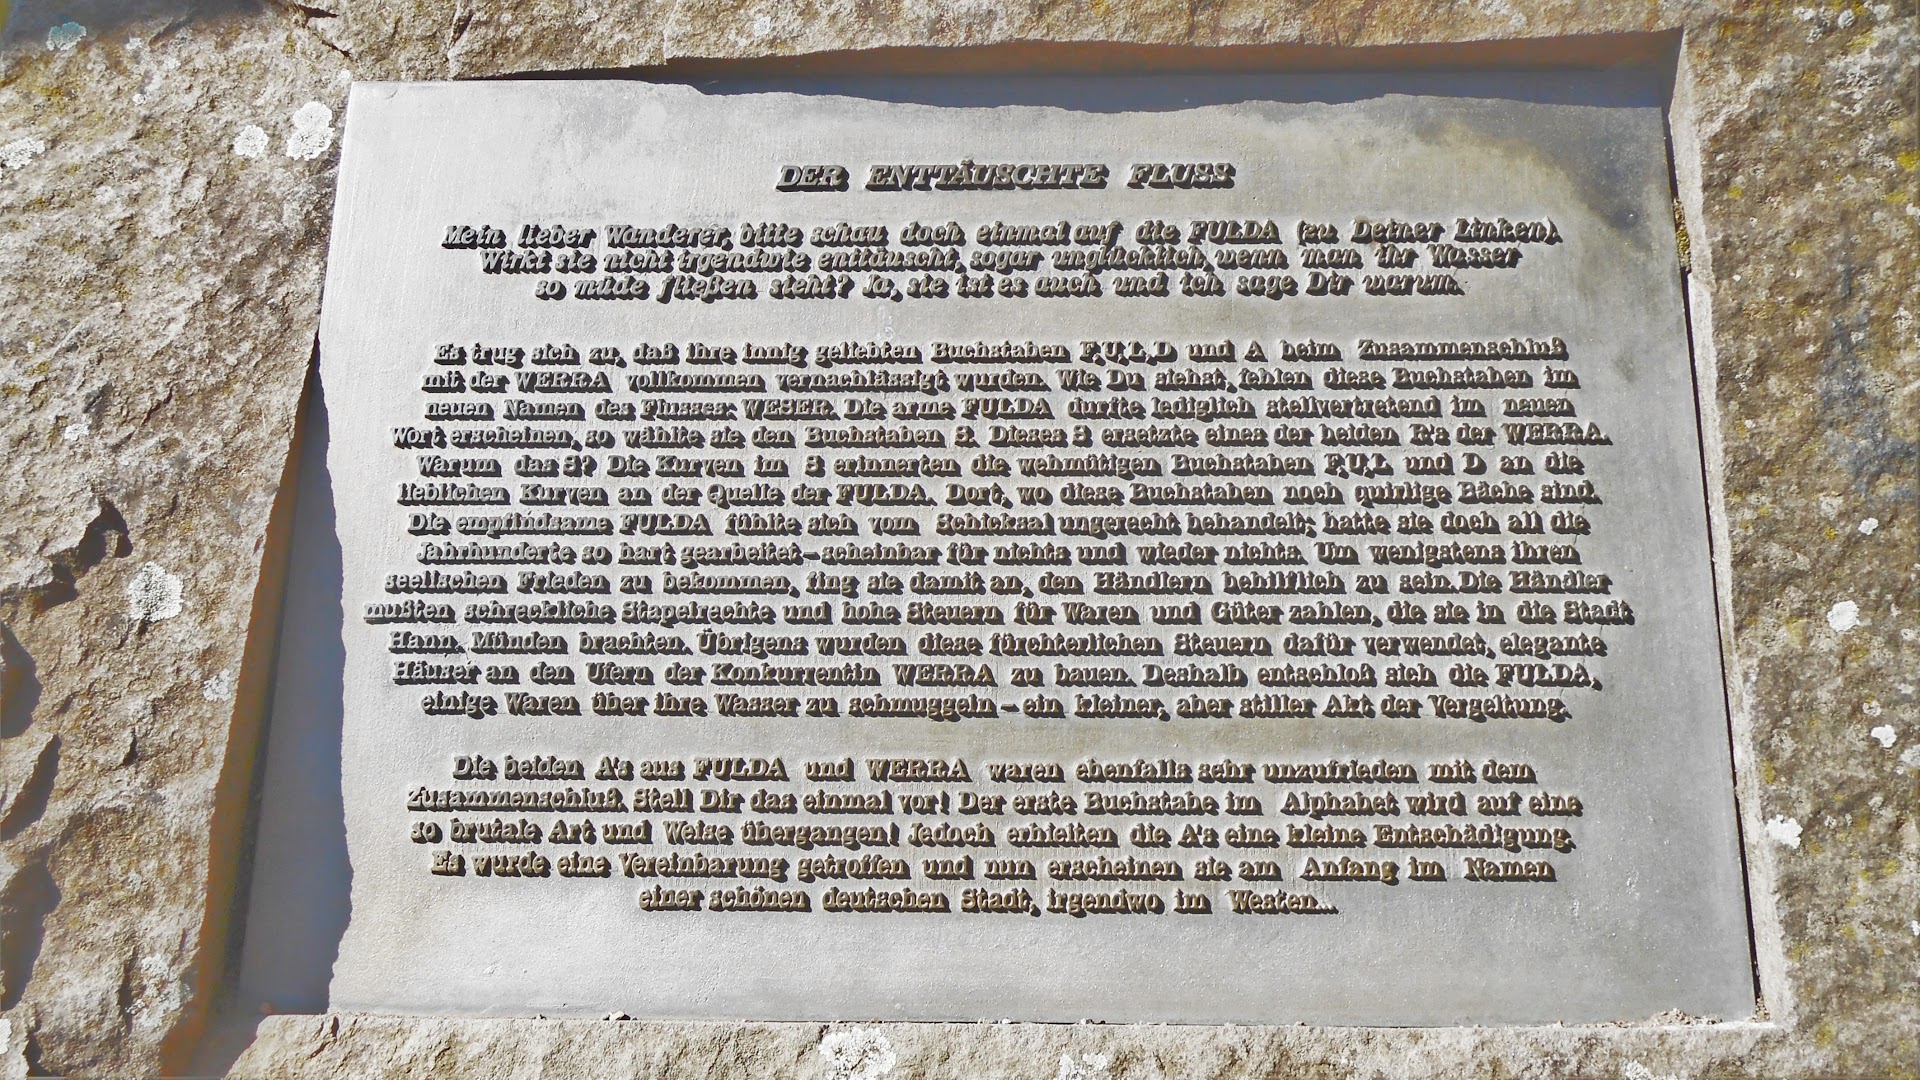 DER ENTTÄUSCHTE FLUSS
Mein lieber Wanderer, bitte schau doch einmal auf die FULDA (zu Deiner Linken).
Wirkt sie nicht irgendwie enttäuscht, sogar unglücklich, wenn man ihr Wasser
so müde fließen sieht? Ja, sie ist es auch und ich sage Dir warum.
Es trug sich zu, daß ihre innig geliebten Buchstaben F,U,L,D und A beim Zusammenschluß
mit der WERRA vollkommen vernachlässigt wurden. Wie Du siehst, fehlen diese Buchstaben im
neuen Namen des Flusses: WESER. Die arme FULDA durfte lediglich stellvertretend im neuen
Wort erscheinen, so wählte sie den Buchstaben S. Dieses S ersetzte eines der beiden R's der WERRA.
Warum das S? Die Kurven im S erinnerten die wehmütigen Buchstaben F,U,L und D an die
lieblichen Kurven an der Quelle der FULDA. Dort, wo diese Buchstaben noch quirlige Bäche sind.
Die empfindsame FULDA fühlte sich vom Schicksal ungerecht behandelt; hatte sie doch all die
Jahrhunderte so hart gearbeitet – scheinbar für nichts und wieder nichts. Um wenigstens ihren
seelischen Frieden zu bekommen, fing sie damit an, den Händlern behilflich zu sein. Die Händler
mußten schreckliche Stapelrechte und hohe Steuern für Waren und Güter zahlen, die sie in die Stadt
Hann. Münden brachten. Übrigens wurden diese fürchterlichen Steuern dafür verwendet, elegante
Häuser an den Ufern der Konkurrentin WERRA zu bauen. Deshalb entschloß sich die FULDA,
einige Waren über ihre Wasser zu schmuggeln – ein kleiner, aber stiller Akt der Vergeltung.
Die beiden A's aus FULDA und WERRA waren ebenfalls sehr unzufrieden mit dem
Zusammenschluß. Stell Dir das einmal vor! Der erste Buchstabe im Alphabet wird auf eine
so brutale Art und Weise übergangen! Jedoch erhielten die A's eine kleine Entschädigung.
Es wurde eine Vereinbarung getroffen und nun erscheinen sie am Anfang im Namen
einer schönen deutschen Stadt, irgendwo im Westen...